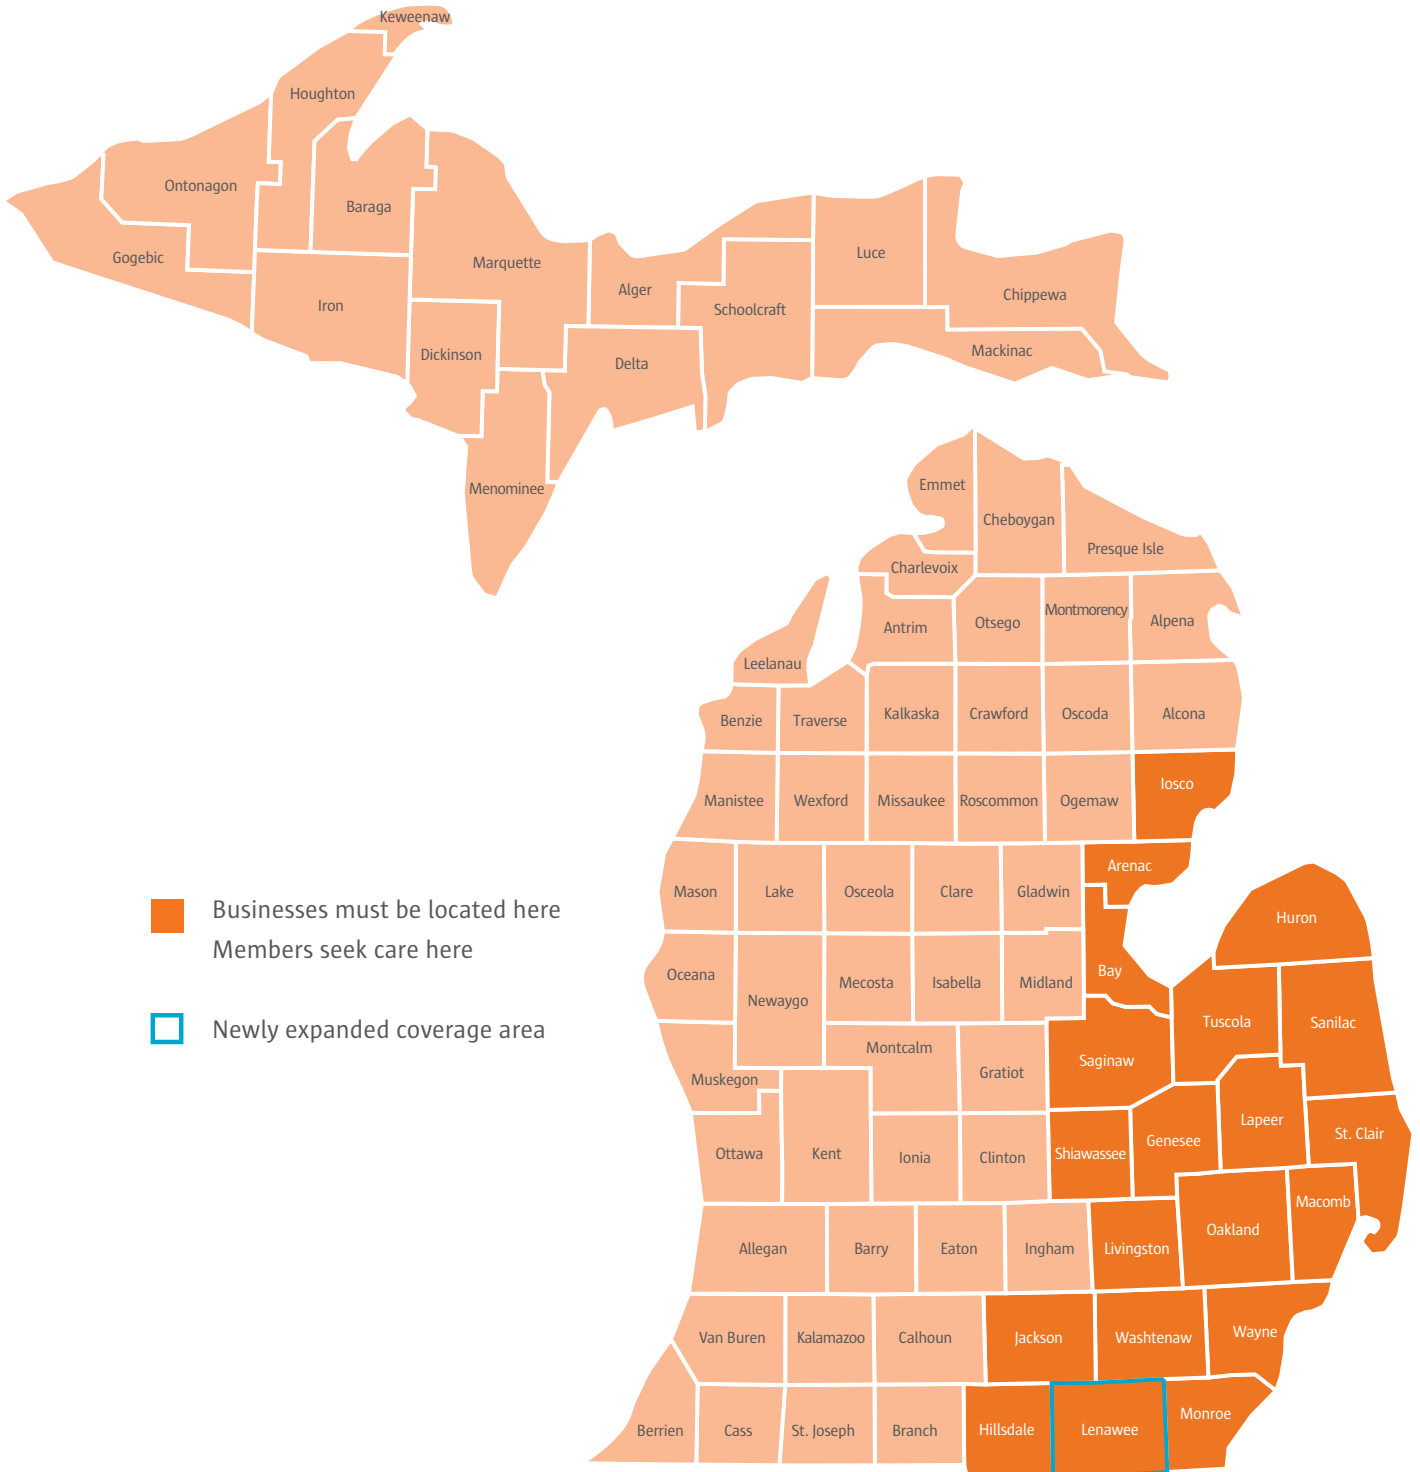 Keweenaw
Houghton
Ontonagon
Baraga
Gogebic
Marquette
Iron
Alger
Luce
Schoolcraft
Chippewa
Dickinson
Delta
Mackinac
Menominee
Emmet
Cheboygan
Presque Isle
Charlevoix
Antrim
Otsego
Montmorency
Alpena
Leelanau
Benzie
Traverse
Kalkaska
Crawford
Oscoda
Alcona
Manistee
Wexford
Missaukee
Roscommon
Ogemaw
Iosco
Mason
Lake
Osceola
Clare
Gladwin
Arenac
Huron
Businesses must be located here
Members seek care here
Newly expanded coverage area
Oceana
Newaygo
Mecosta
Isabella
Midland
Bay
Tuscola
Sanilac
Muskegon
Montcalm
Gratiot
Saginaw
Ottawa
Kent
Ionia
Clinton
Shiawassee
Genesee
Lapeer
St. Clair
Allegan
Barry
Eaton
Ingham
Livingston
Oakland
Macomb
Van Buren
Kalamazoo
Calhoun
Jackson
Washtenaw
Wayne
Berrien
Cass
St. Joseph
Branch
Hillsdale
Lenawee
Monroe